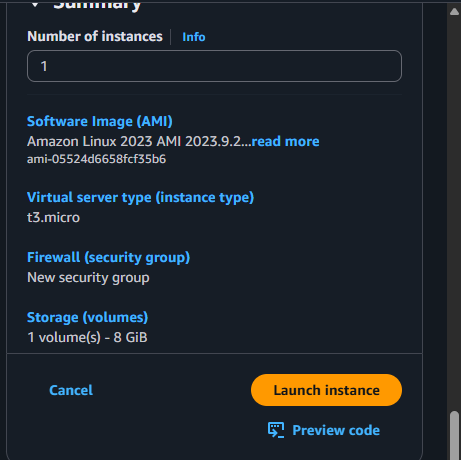 Summary
Number of instances Info
1
Software Image (AMI)
Amazon Linux 2023 AMI 2023.9.2...read more
ami-05524d6658fcf35b6
Virtual server type (instance type)
t3.micro
Firewall (security group)
New security group
Storage (volumes)
1 volume(s) - 8 GiB
Cancel
Launch instance
Preview code